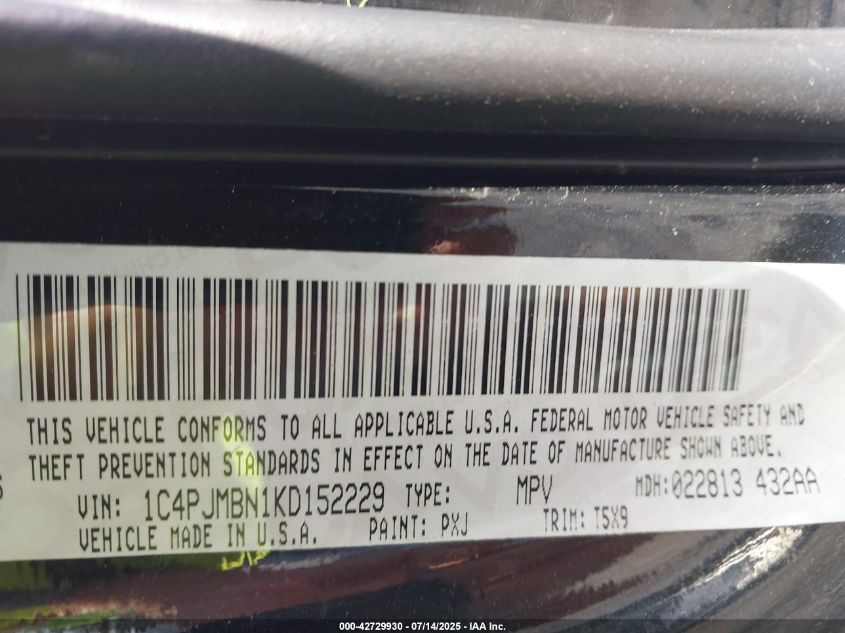 THIS VEHICLE CONFORMS TO ALL APPLICABLE U.S.A. FEDERAL MOTOR VEHICLE SAFETY AND
THEFT PREVENTION STANDARDS IN EFFECT ON THE DATE OF MANUFACTURE SHOWN ABOVE.
VIN: 1C4PJMBN1KD152229 TYPE: MPV MDH:022813 432AA
VEHICLE MADE IN U.S.A. PAINT: PXJ TRIM: T5X9
000-42729930 - 07/14/2025 - IAA Inc.